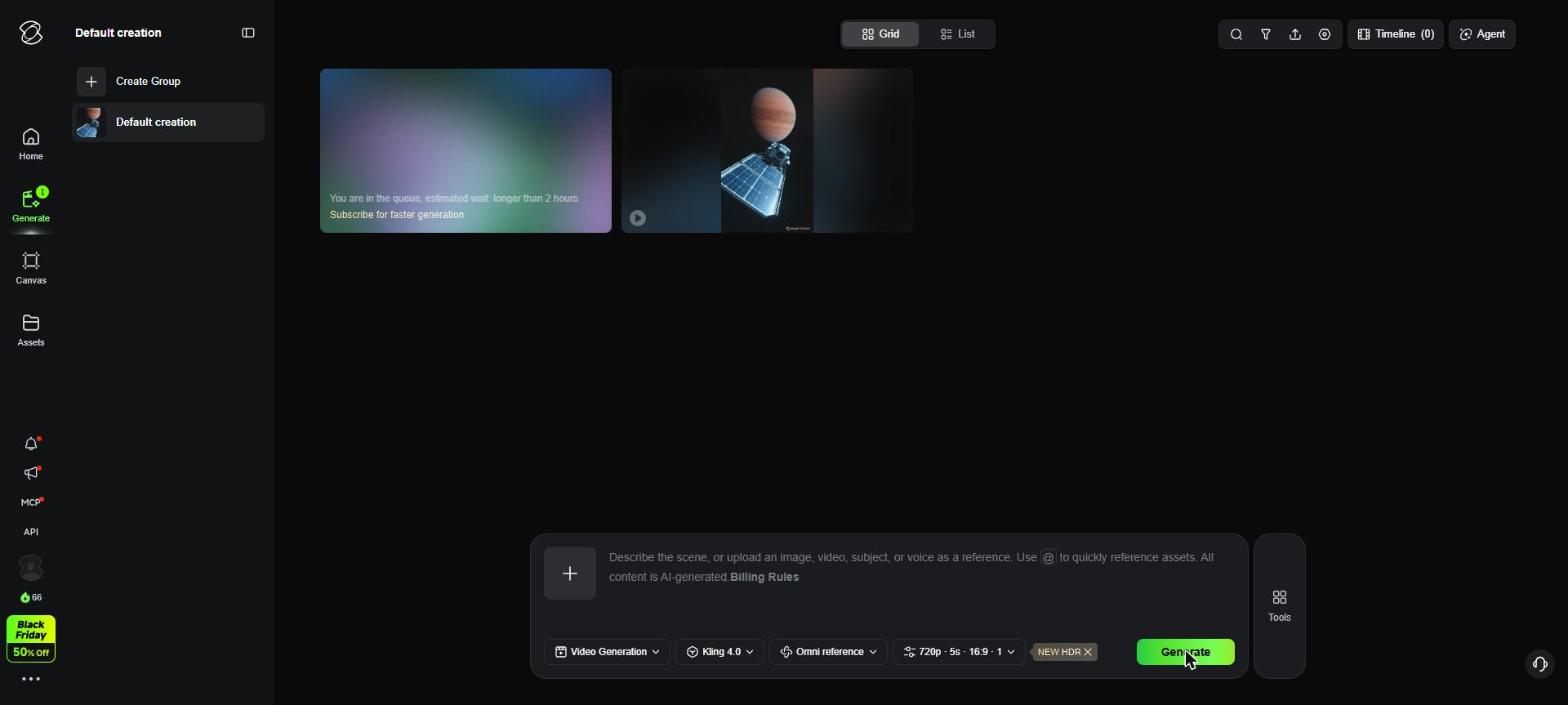 Default creation
Create Group
Default creation
Home
1
Generate
Canvas
Assets
MCP
API
66
Black
Friday
50% Off
Grid
List
Timeline (0)
Agent
You are in the queue, estimated wait: longer than 2 hours
Subscribe for faster generation
Describe the scene, or upload an image, video, subject, or voice as a reference. Use @ to quickly reference assets. All
content is AI-generated.Billing Rules
Video Generation
Kling 4.0
Omni reference
720p · 5s · 16:9 · 1
NEW HDR
Generate
Tools